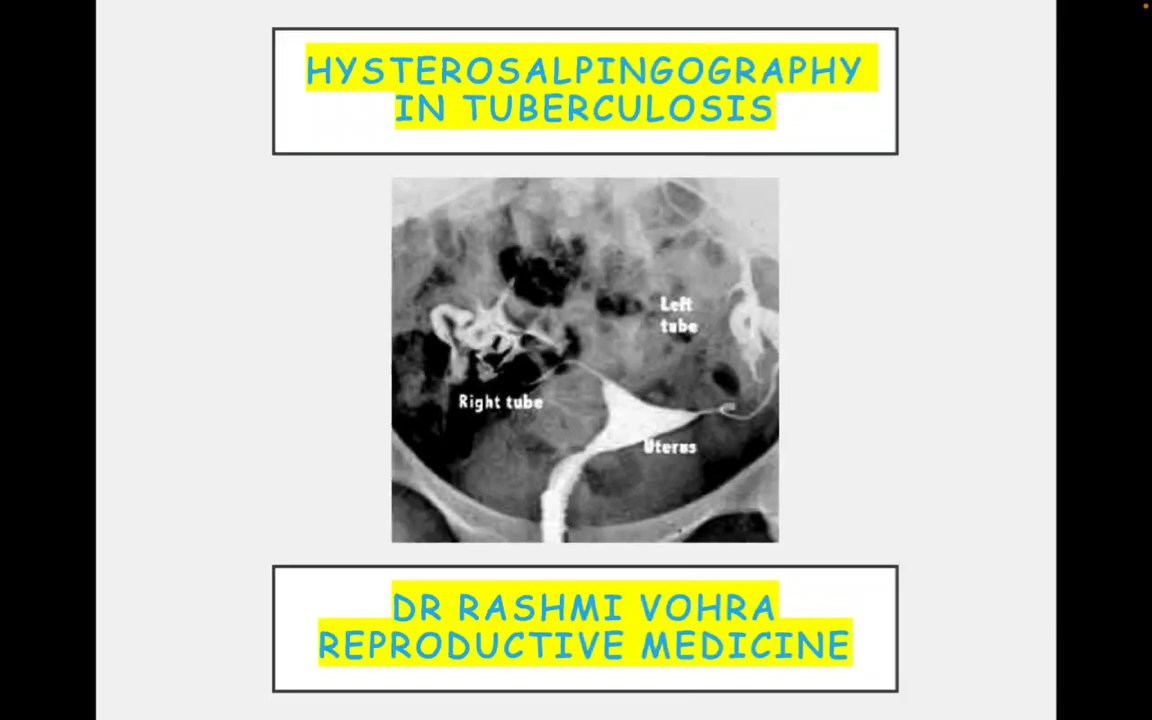 HYSTEROSALPINGOGRAPHY
IN TUBERCULOSIS
Left
tube
Right tube
Uterus
DR RASHMI VOHRA
REPRODUCTIVE MEDICINE